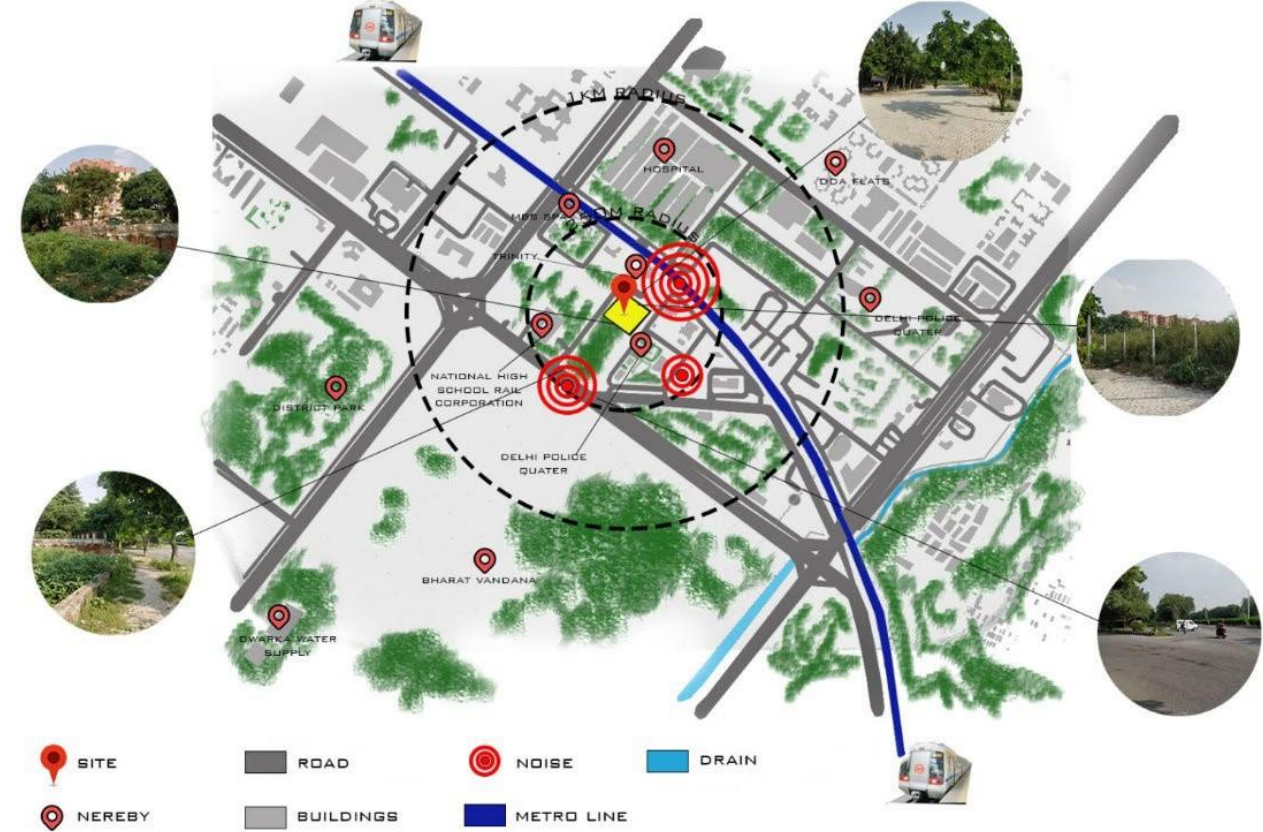 1KM RADIUS
HOSPITAL
DDA FLATS
RADIUS
TRINITY
DELHI POLICE
QUATER
NATIONAL HIGH
SCHOOL RAIL
CORPORATION
DISTRICT PARK
DELHI POLICE
QUATER
BHARAT VANDANA
DWARKA WATER
SUPPLY
SITE
ROAD
NOISE
DRAIN
NEREBY
BUILDINGS
METRO LINE